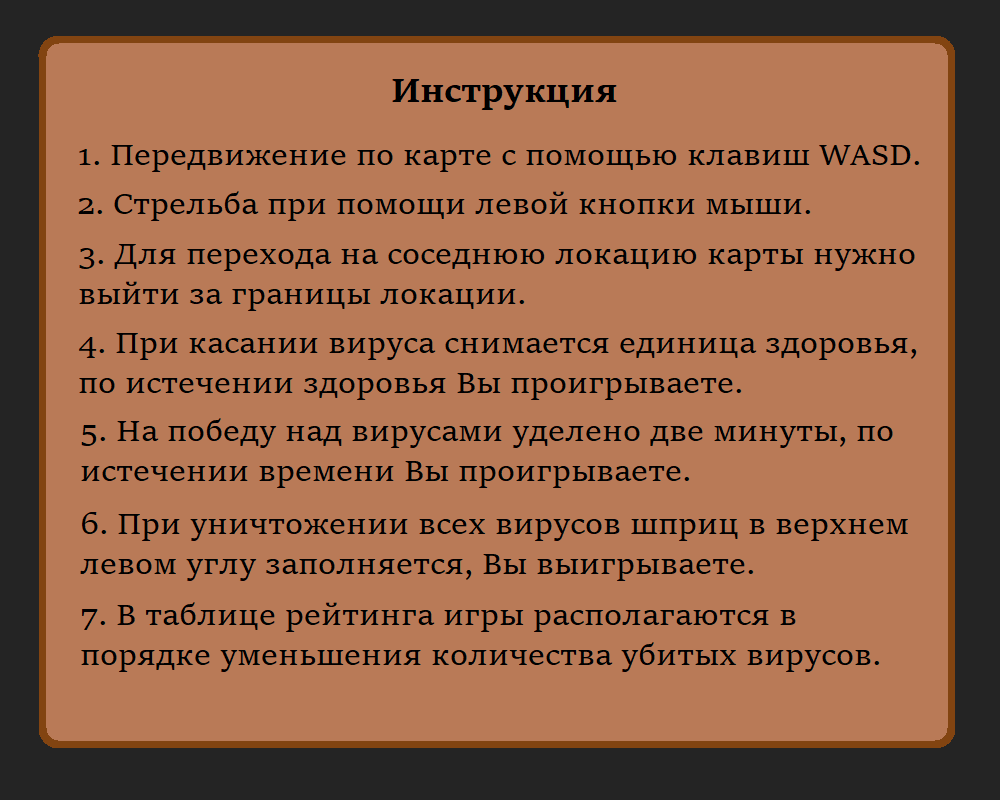 Инструкция
1. Передвижение по карте с помощью клавиш WASD.
2. Стрельба при помощи левой кнопки мыши.
3. Для перехода на соседнюю локацию карты нужно
выйти за границы локации.
4. При касании вируса снимается единица здоровья,
по истечении здоровья Вы проигрываете.
5. На победу над вирусами уделено две минуты, по
истечении времени Вы проигрываете.
6. При уничтожении всех вирусов шприц в верхнем
левом углу заполняется, Вы выигрываете.
7. В таблице рейтинга игры располагаются в
порядке уменьшения количества убитых вирусов.